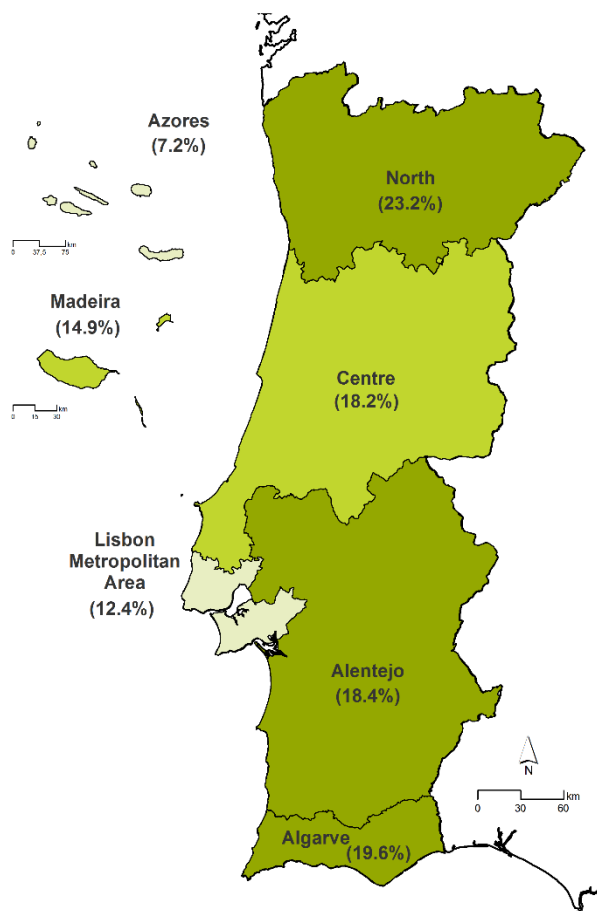 Azores
(7.2%)
North
(23.2%)
0 37,5 75 km
Madeira
(14.9%)
Centre
(18.2%)
0 15 30 km
Lisbon
Metropolitan
Area
(12.4%)
Alentejo
(18.4%)
N
km
0 30 60
Algarve (19.6%)